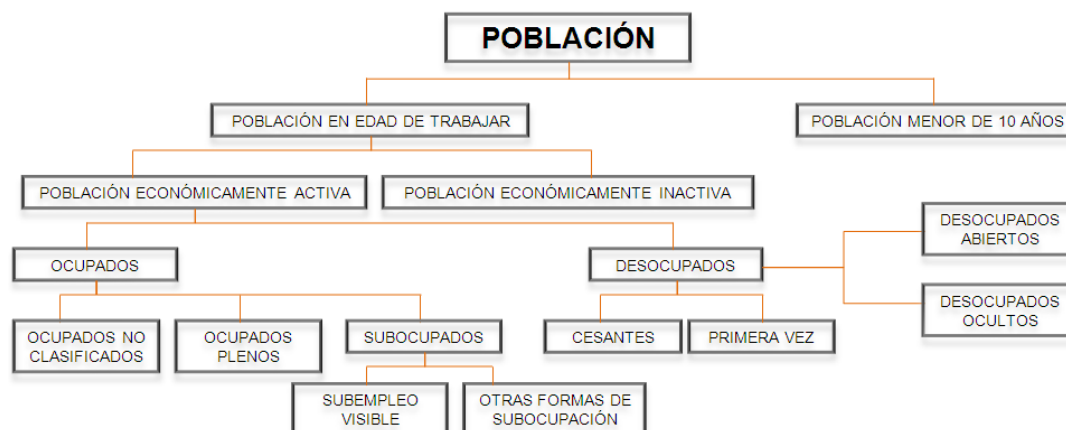 POBLACIÓN
POBLACIÓN EN EDAD DE TRABAJAR
POBLACIÓN MENOR DE 10 AÑOS
POBLACIÓN ECONÓMICAMENTE ACTIVA
POBLACIÓN ECONÓMICAMENTE INACTIVA
OCUPADOS
DESOCUPADOS
DESOCUPADOS
ABIERTOS
DESOCUPADOS
OCULTOS
OCUPADOS NO
CLASIFICADOS
OCUPADOS
PLENOS
SUBOCUPADOS
CESANTES
PRIMERA VEZ
SUBEMPLEO
VISIBLE
OTRAS FORMAS DE
SUBOCUPACIÓN